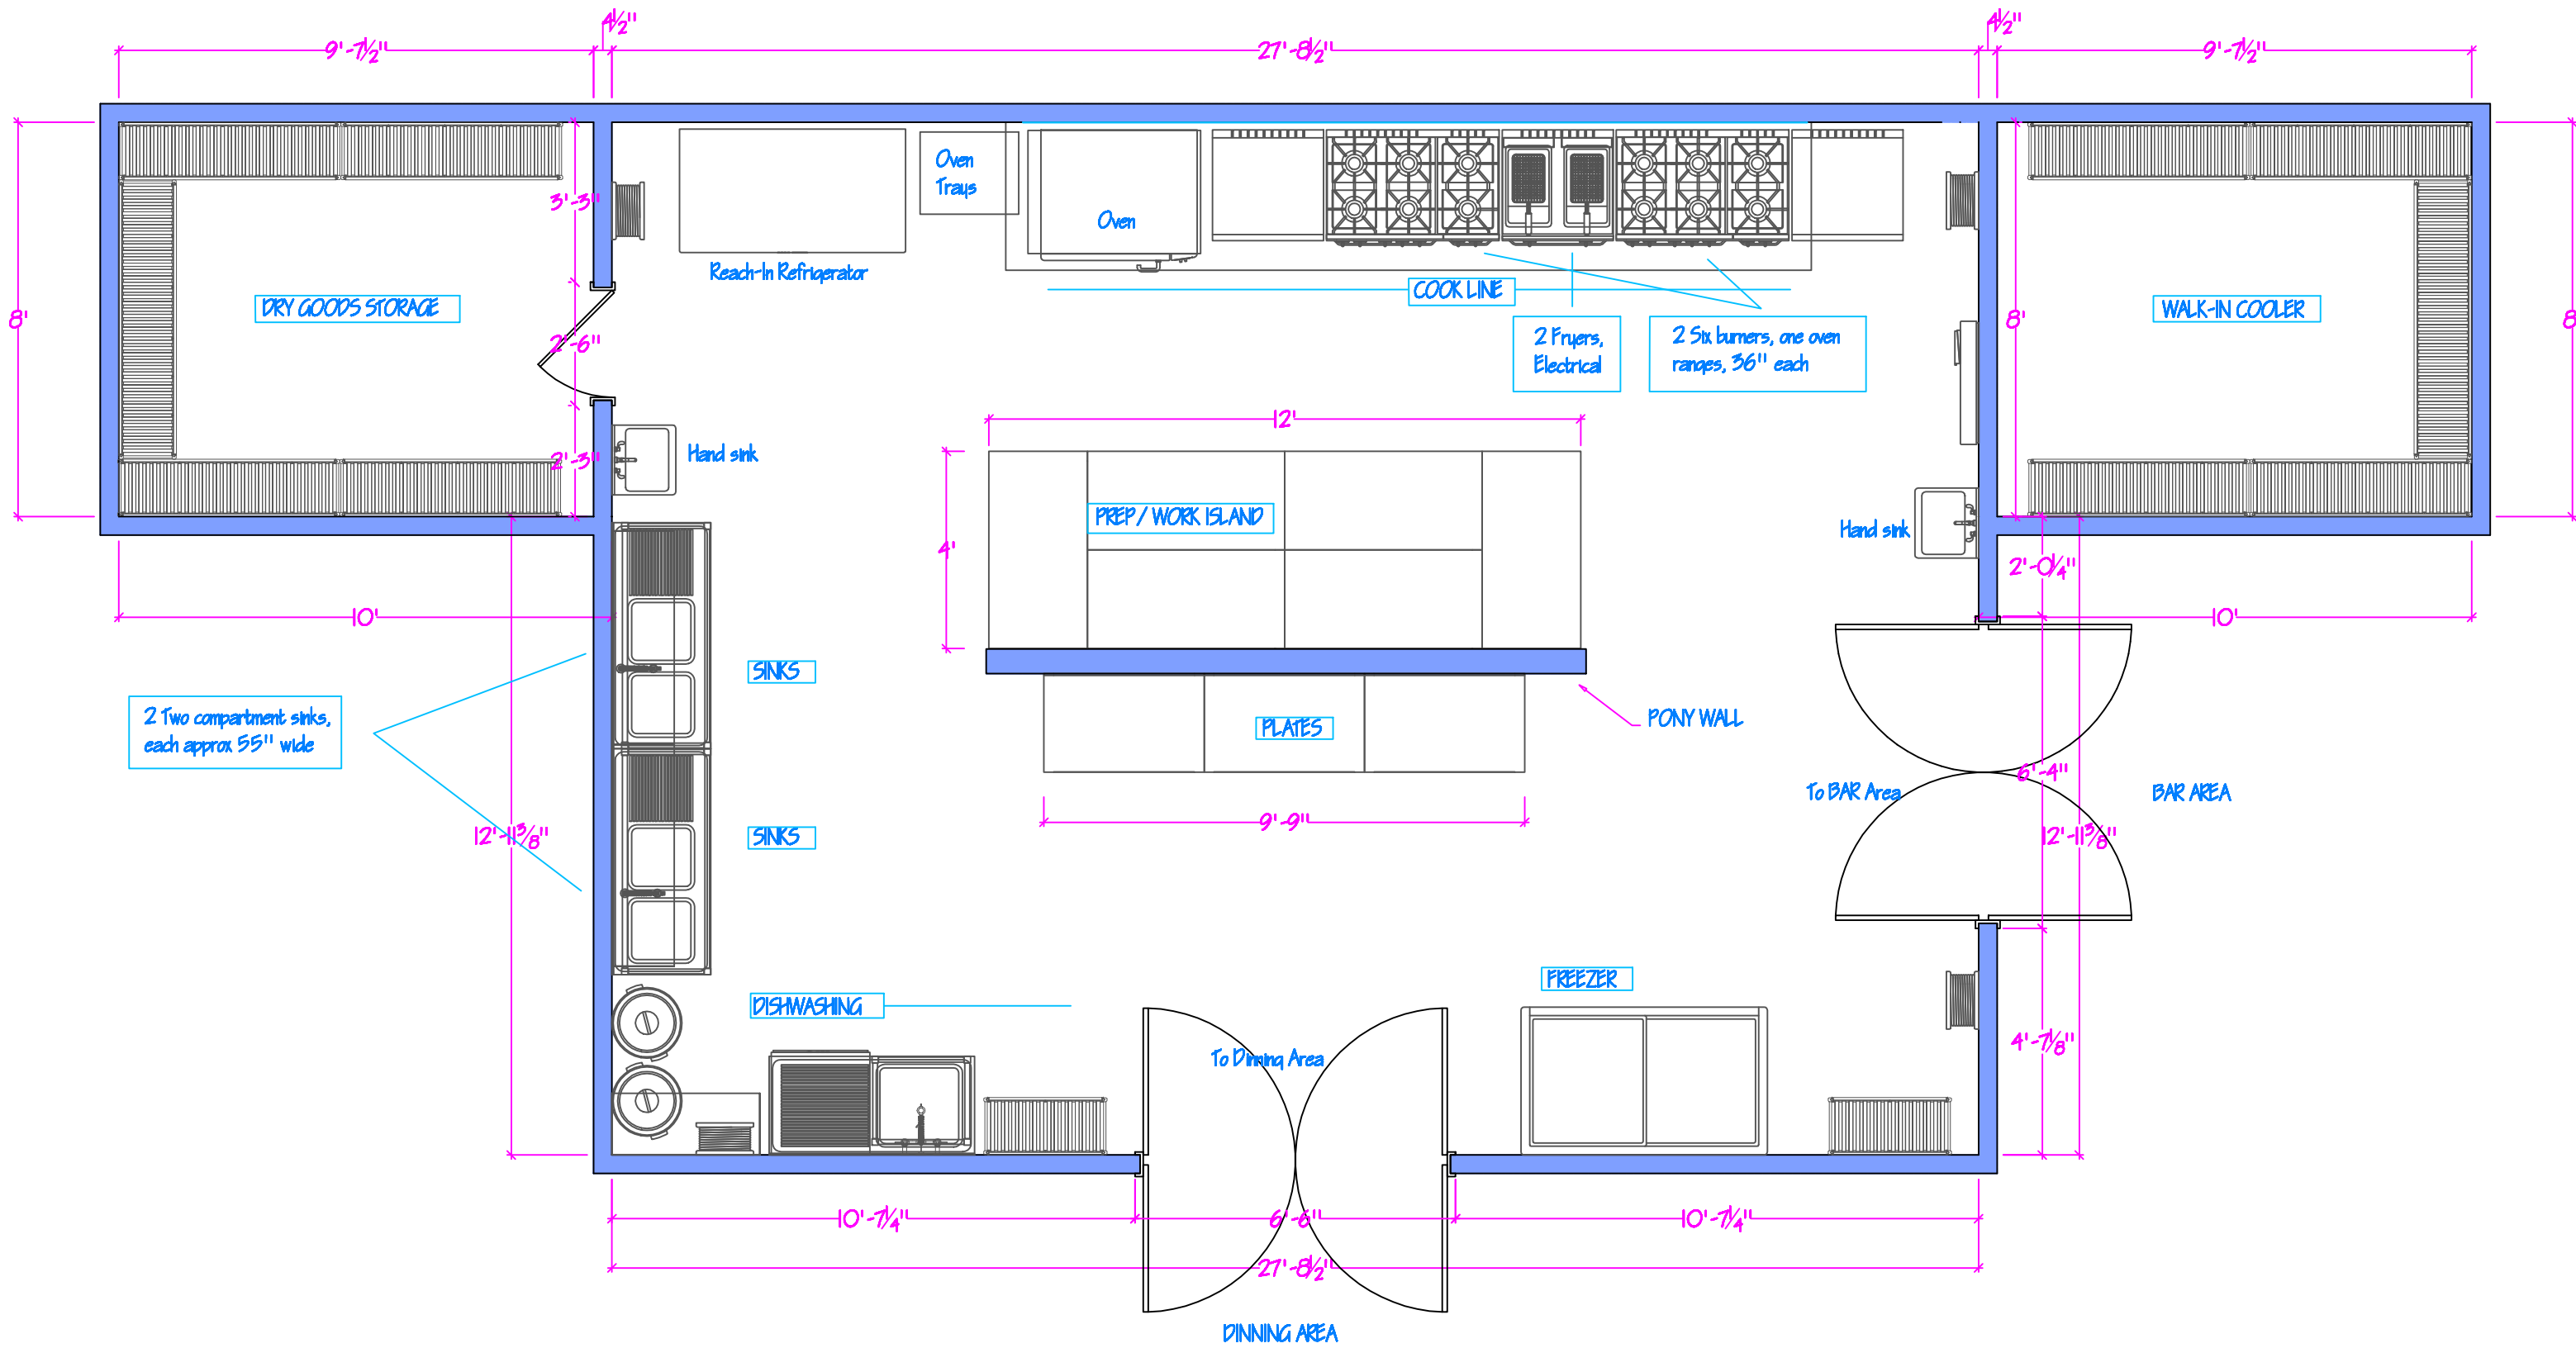 4½"
4½"
9'-7½"
27'-8½"
9'-7½"
Oven
Trays
Oven
3'-3"
Reach-In Refrigerator
COOK LINE
DRY GOODS STORAGE
WALK-IN COOLER
8'
8'
8
2'-6"
2 Fryers,
Electrical
2 Six burners, one oven
ranges, 36" each
12'
Hand sink
2'-3"
PREP / WORK ISLAND
Hand sink
4'
2'-0¼"
10'
10'
SINKS
2 Two compartment sinks,
each approx 55" wide
PLATES
PONY WALL
6'-4"
To BAR Area
BAR AREA
9'-9"
12'-11⅜"
SINKS
12'-11⅜"
FREEZER
DISHWASHING
4'-7⅛"
To Dinning Area
10'-7¼"
6'-6"
10'-7¼"
27'-8½"
DINNING AREA